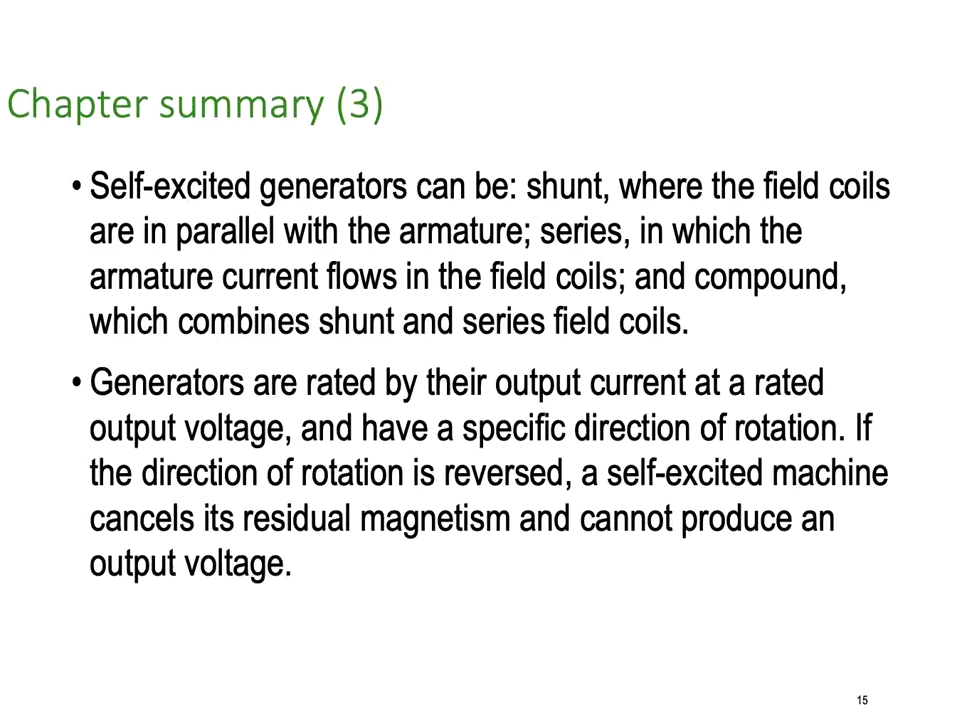 Chapter summary (3)
• Self-excited generators can be: shunt, where the field coils
are in parallel with the armature; series, in which the
armature current flows in the field coils; and compound,
which combines shunt and series field coils.
• Generators are rated by their output current at a rated
output voltage, and have a specific direction of rotation. If
the direction of rotation is reversed, a self-excited machine
cancels its residual magnetism and cannot produce an
output voltage.
15